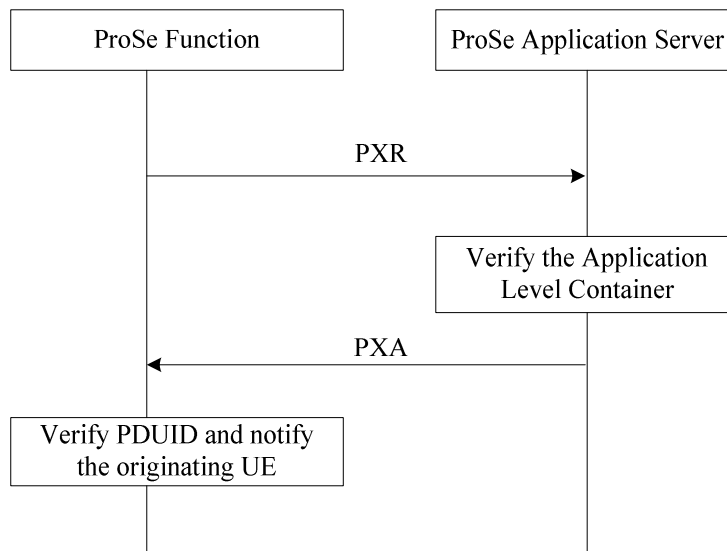 ProSe Function
ProSe Application Server
PXR
Verify the Application
Level Container
PXA
Verify PDUID and notify
the originating UE